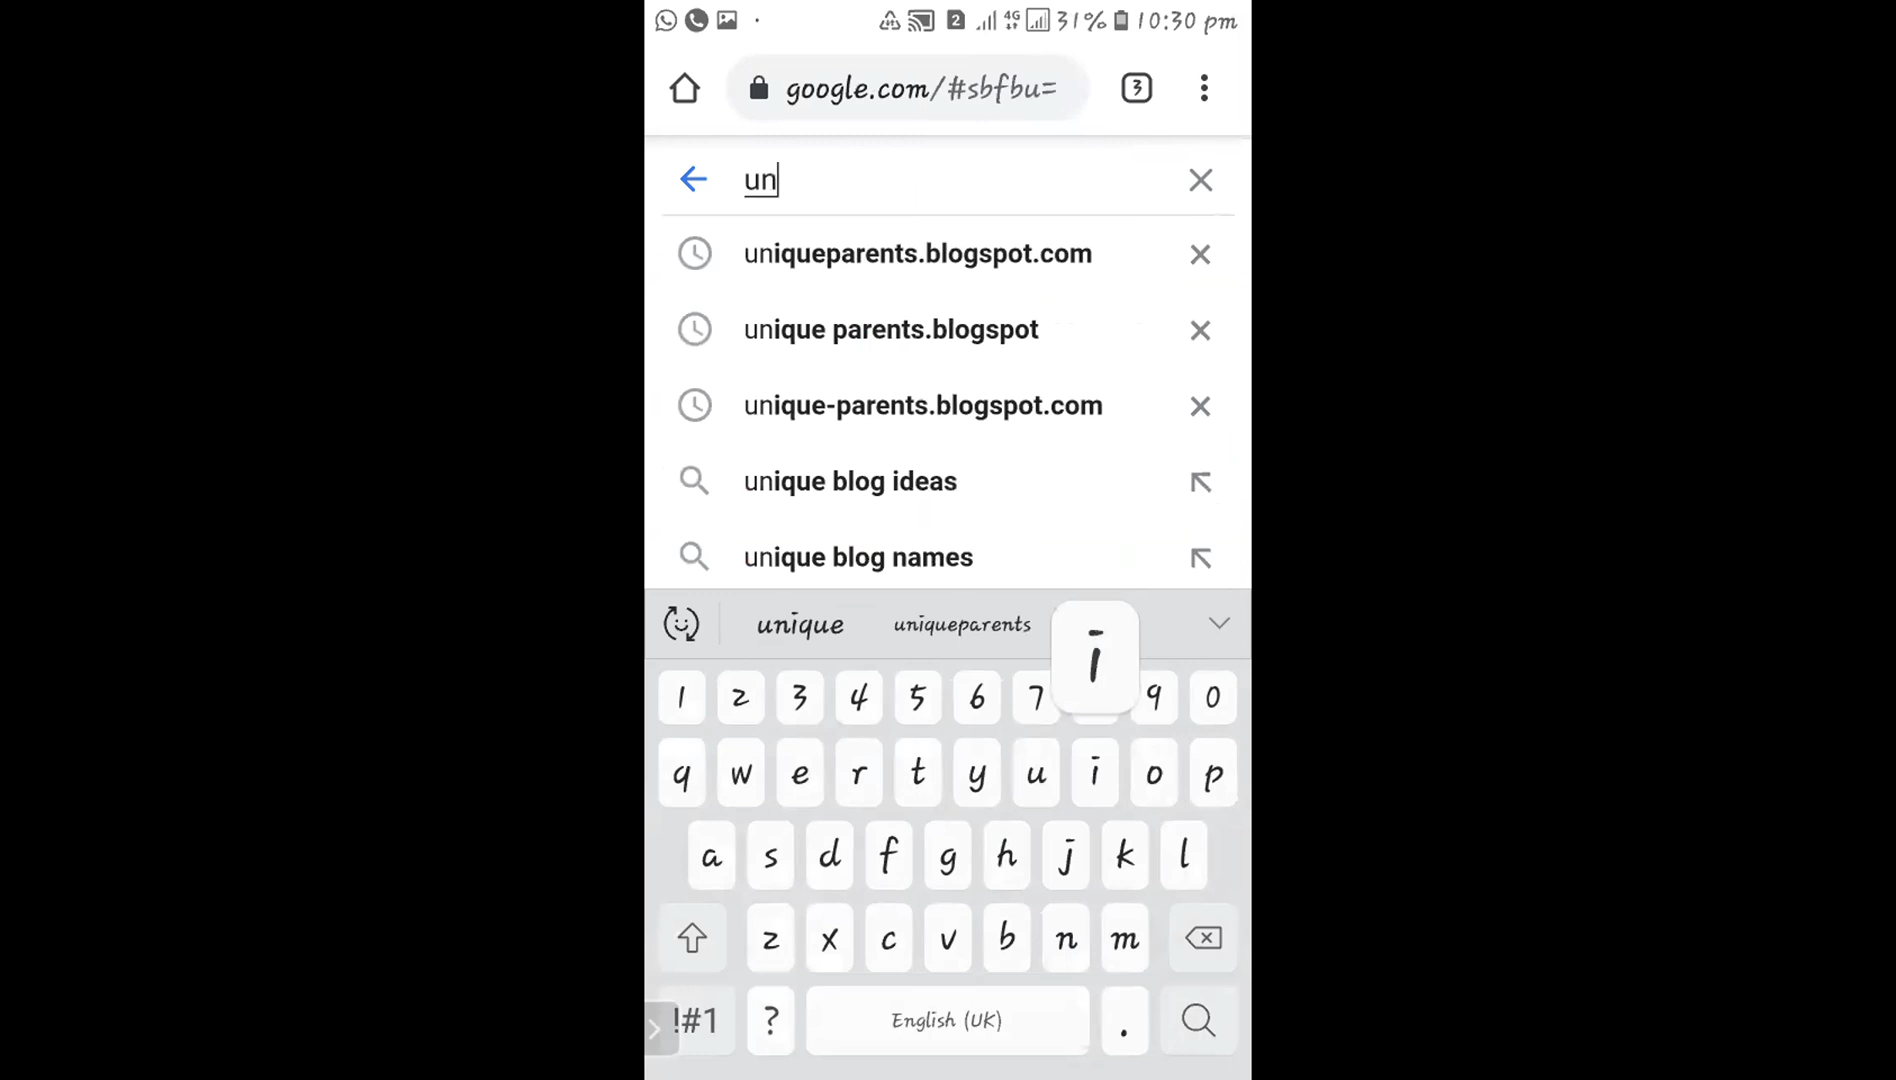 2 4G 31% 10:30 pm
google.com/#sbfbu= 3
un
uniqueparents.blogspot.com
unique parents.blogspot
unique-parents.blogspot.com
unique blog ideas
unique blog names
unique uniqueparents i
1 2 3 4 5 6 7 9 0
q w e r t y u i o p
a s d f g h j k l
z x c v b n m
!#1 ? English (UK) .